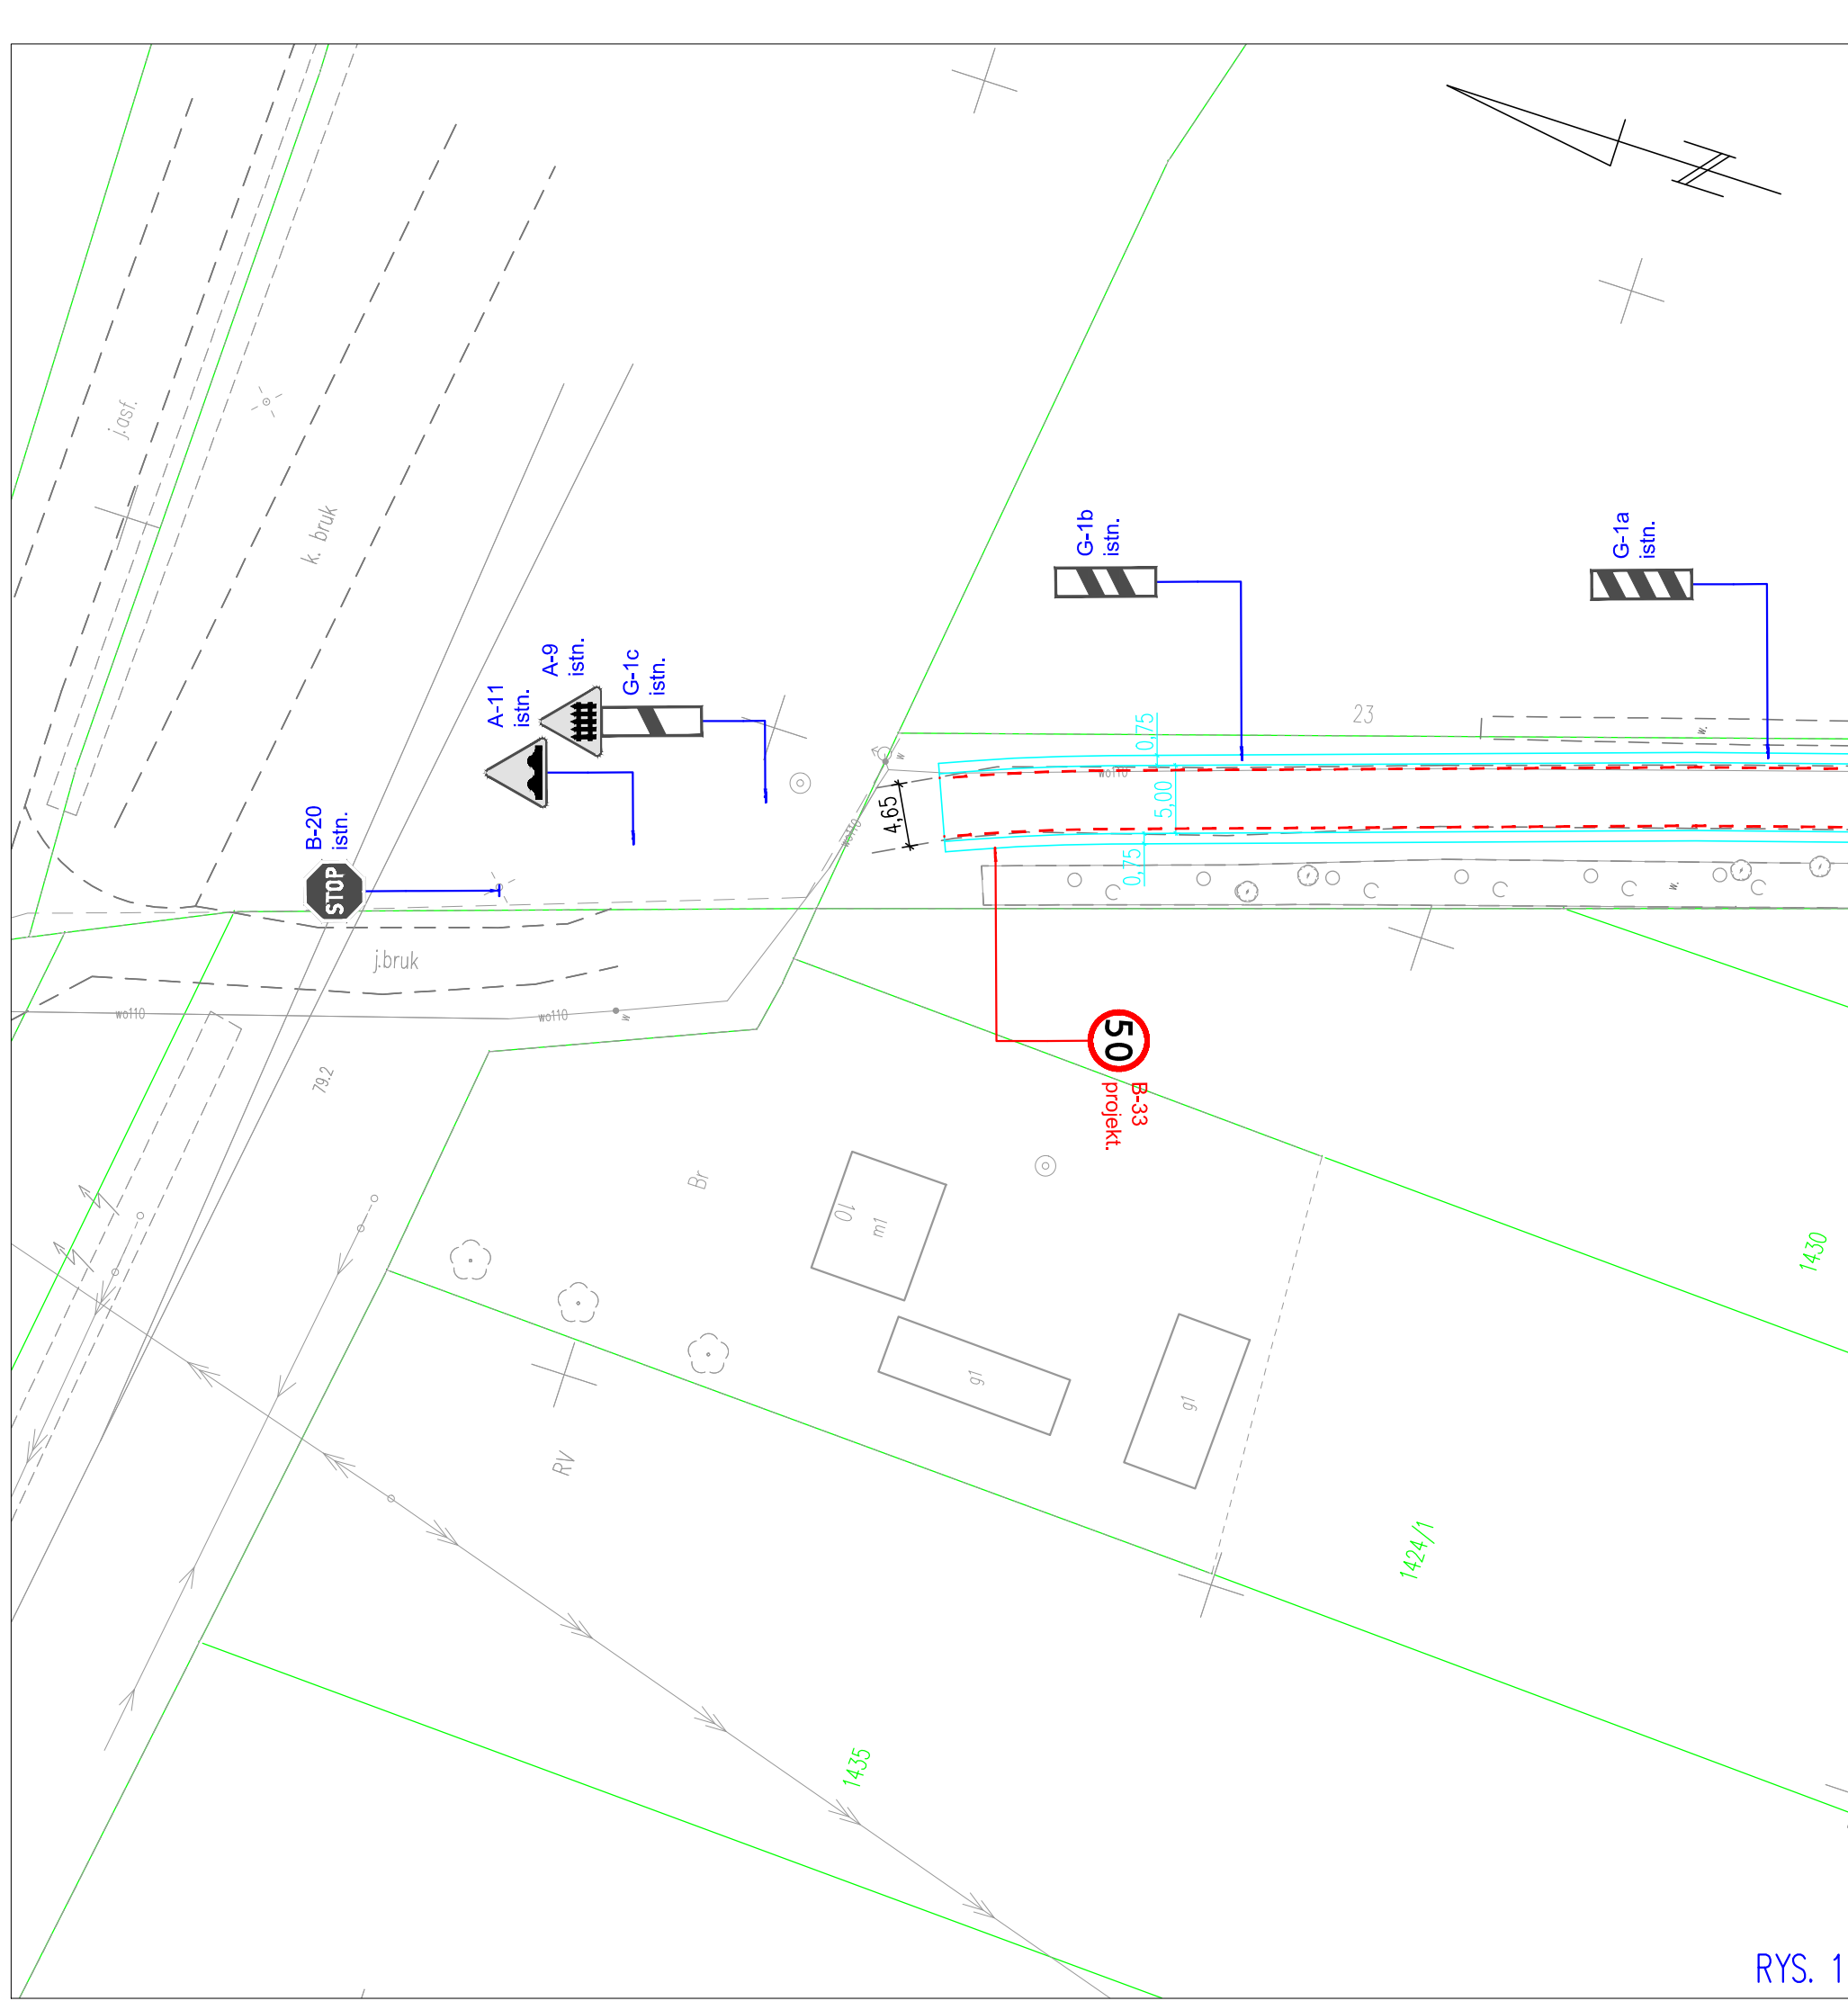 j.asf.
k. bruk
G-1b
istn.
G-1a
istn.
A-9
istn.
G-1c
istn.
A-11
istn.
B-20
istn.
STOP
23
0,75
w.
w
wo110
5,00
4,65
wo110
0,75
w.
j.bruk
wo110
wo110
w
50
B-33
projekt.
79.2
Br
10
m1
1430
g1
g1
RV
1424/1
1435
RYS. 1